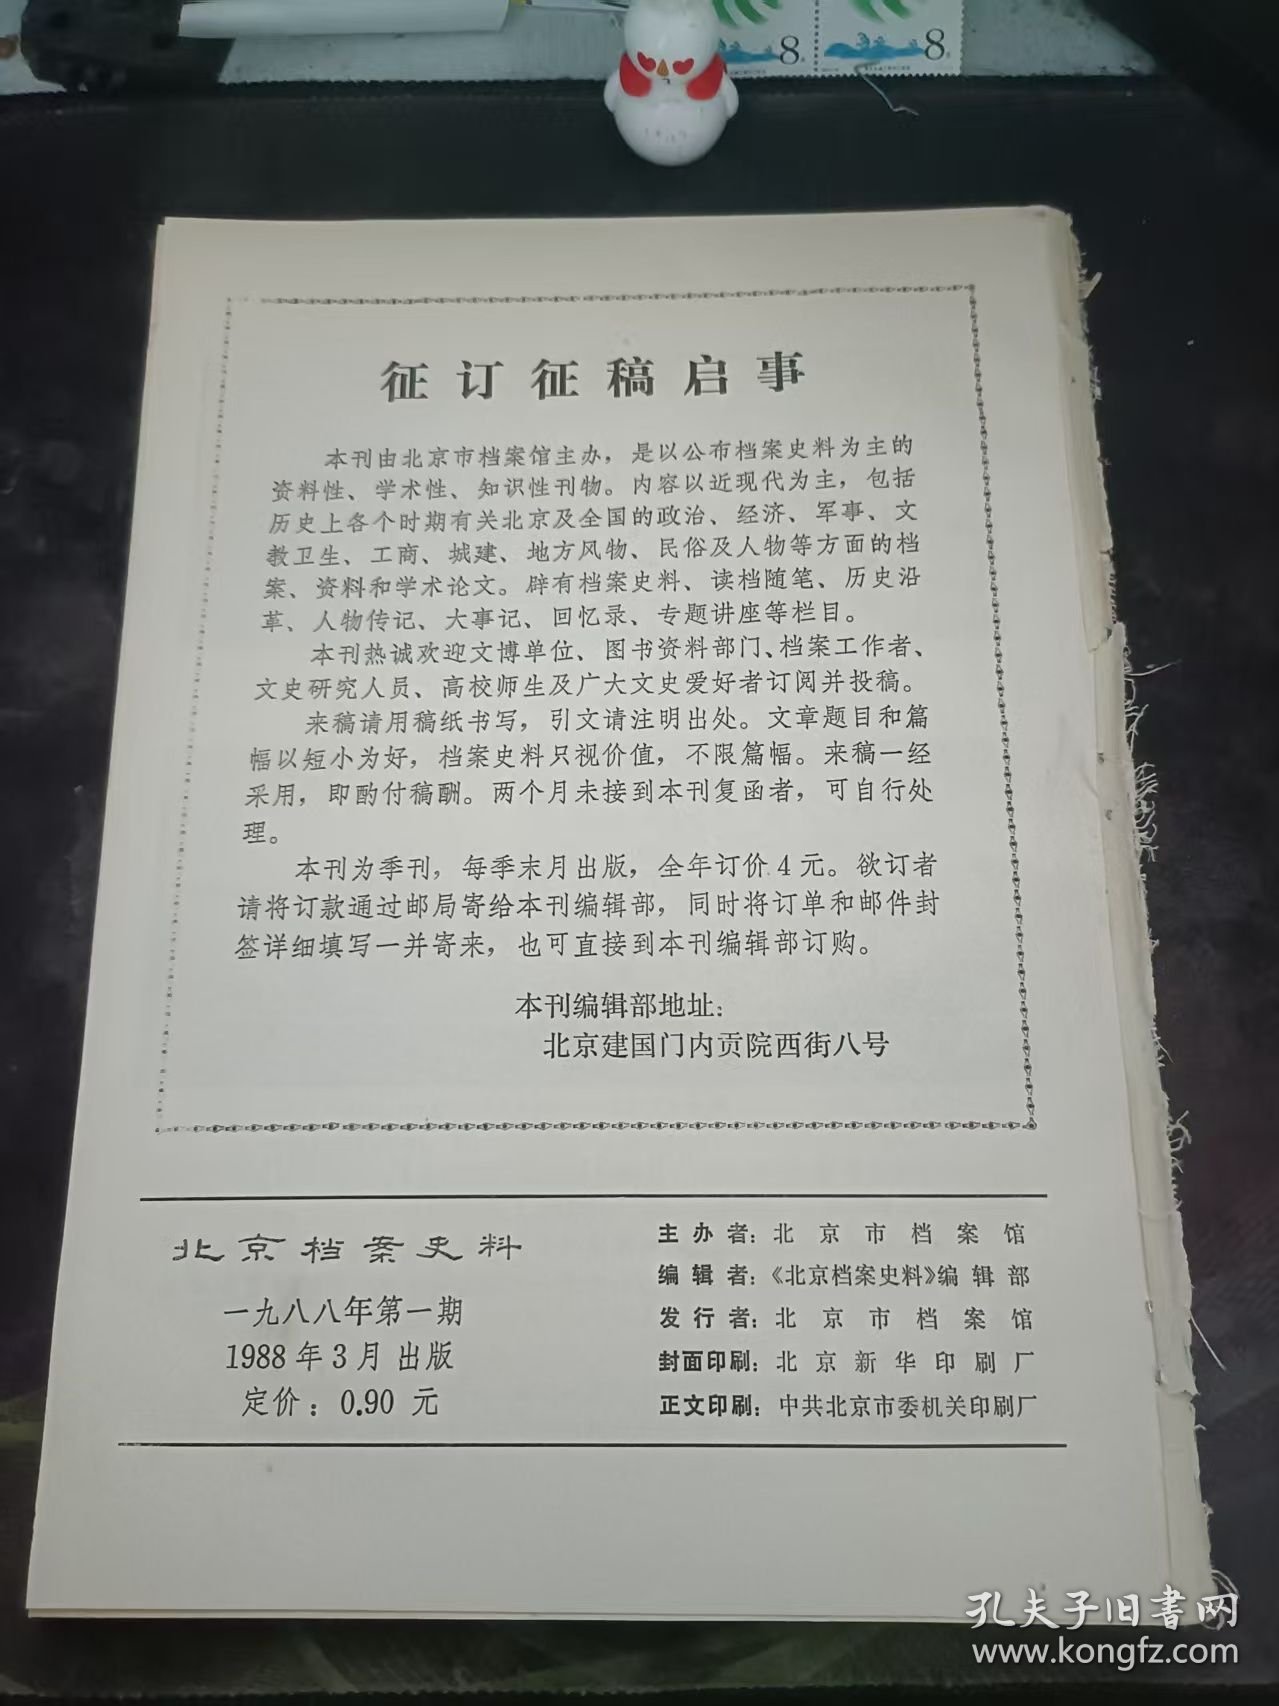 8
8
征订征稿启事
本刊由北京市档案馆主办，是以公布档案史料为主的
资料性、学术性、知识性刊物。内容以近现代为主，包括
历史上各个时期有关北京及全国的政治、经济、军事、文
教卫生、工商、城建、地方风物、民俗及人物等方面的档
案、资料和学术论文。辟有档案史料、读档随笔、历史沿
革、人物传记、大事记、回忆录、专题讲座等栏目。
本刊热诚欢迎文博单位、图书资料部门、档案工作者、
文史研究人员、高校师生及广大文史爱好者订阅并投稿。
来稿请用稿纸书写，引文请注明出处。文章题目和篇
幅以短小为好，档案史料只视价值，不限篇幅。来稿一经
采用，即酌付稿酬。两个月未接到本刊复函者，可自行处
理。
本刊为季刊，每季末月出版，全年订价4元。欲订者
请将订款通过邮局寄给本刊编辑部，同时将订单和邮件封
签详细填写一并寄来，也可直接到本刊编辑部订购。
本刊编辑部地址：
北京建国门内贡院西街八号
北京档案史料
一九八八年第一期
1988年3月出版
定价：0.90元
主办者：北京市档案馆
编辑者：《北京档案史料》编辑部
发行者：北京市档案馆
封面印刷：北京新华印刷厂
正文印刷：中共北京市委机关印刷厂
孔夫子旧书网
www.kongfz.com